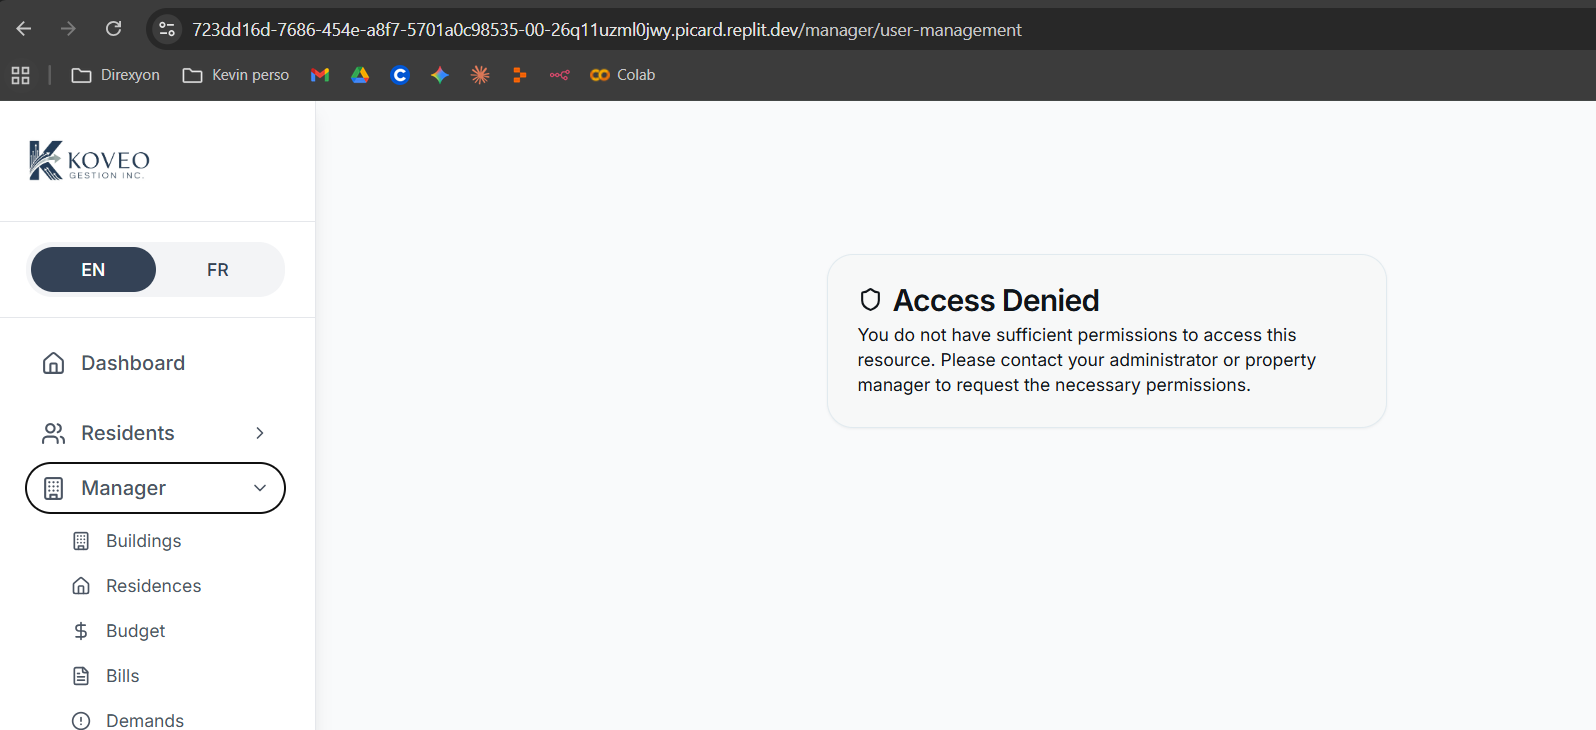 723dd16d-7686-454e-a8f7-5701a0c98535-00-26q11uzml0jwy.picard.replit.dev/manager/user-management
Direxyon Kevin perso Colab
KOVEO
GESTION INC.
EN FR
Dashboard
Residents
Manager
Buildings
Residences
Budget
Bills
Demands
Access Denied
You do not have sufficient permissions to access this
resource. Please contact your administrator or property
manager to request the necessary permissions.